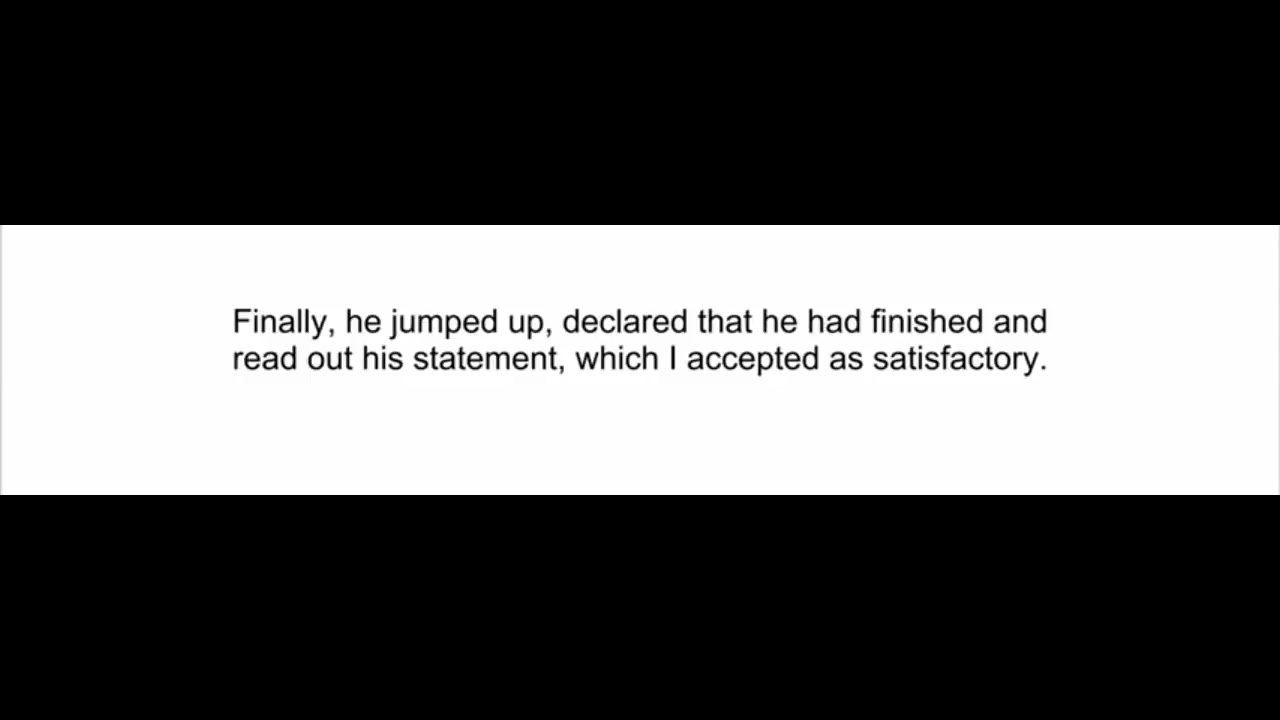 Finally, he jumped up, declared that he had finished and
read out his statement, which I accepted as satisfactory.